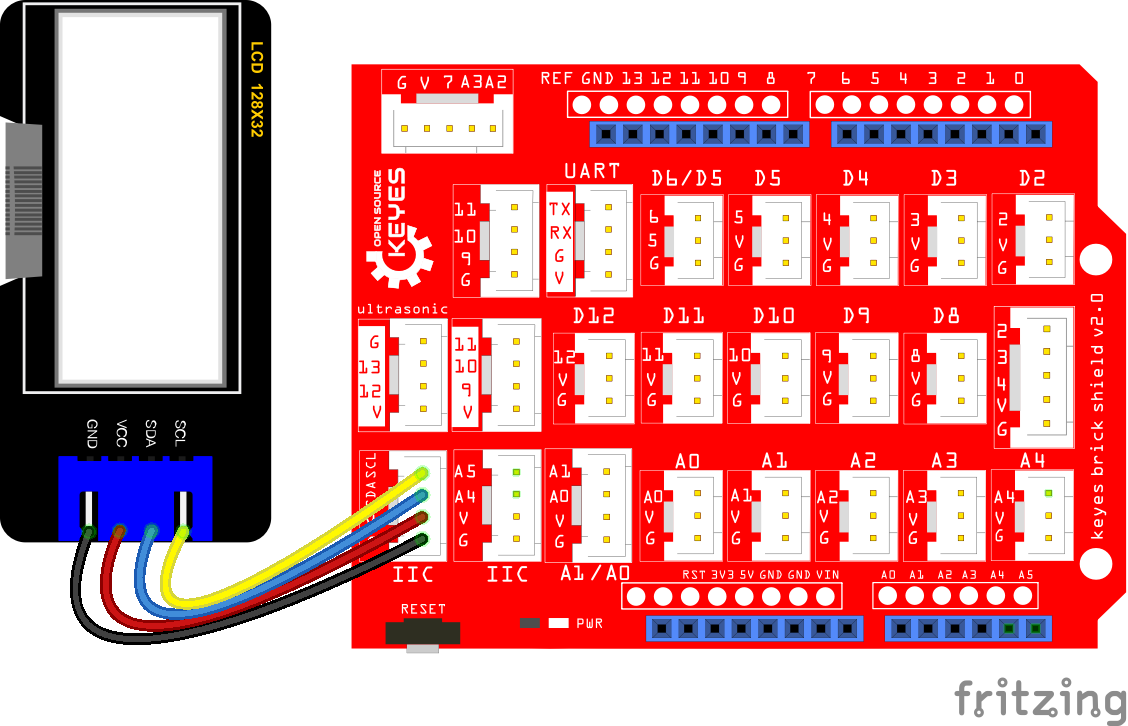 LCD 128X32
GND VCC SDA SCL
G V 7 A3 A2
REF GND 13 12 11 10 9 8 7 6 5 4 3 2 1 0
OPEN SOURCE
KEYES
11
10
9
G
UART
TX
RX
G
V
D6/D5
6
5
G
D5
5
V
G
D4
4
V
G
D3
3
V
G
D2
2
V
G
ultrasonic
G
13
12
V
11
10
9
V
D12
12
V
G
D11
11
V
G
D10
10
V
G
D9
9
V
G
D8
8
V
G
2
3
4
V
G
keyes brick shield v2.0
SDA SCL
IIC
A5
A4
V
G
IIC
A1
A0
V
G
A1/A0
A0
A0
V
G
A1
A1
V
G
A2
A2
V
G
A3
A3
V
G
A4
A4
V
G
RST 3V3 5V GND GND VIN
A0 A1 A2 A3 A4 A5
RESET
PWR
fritzing